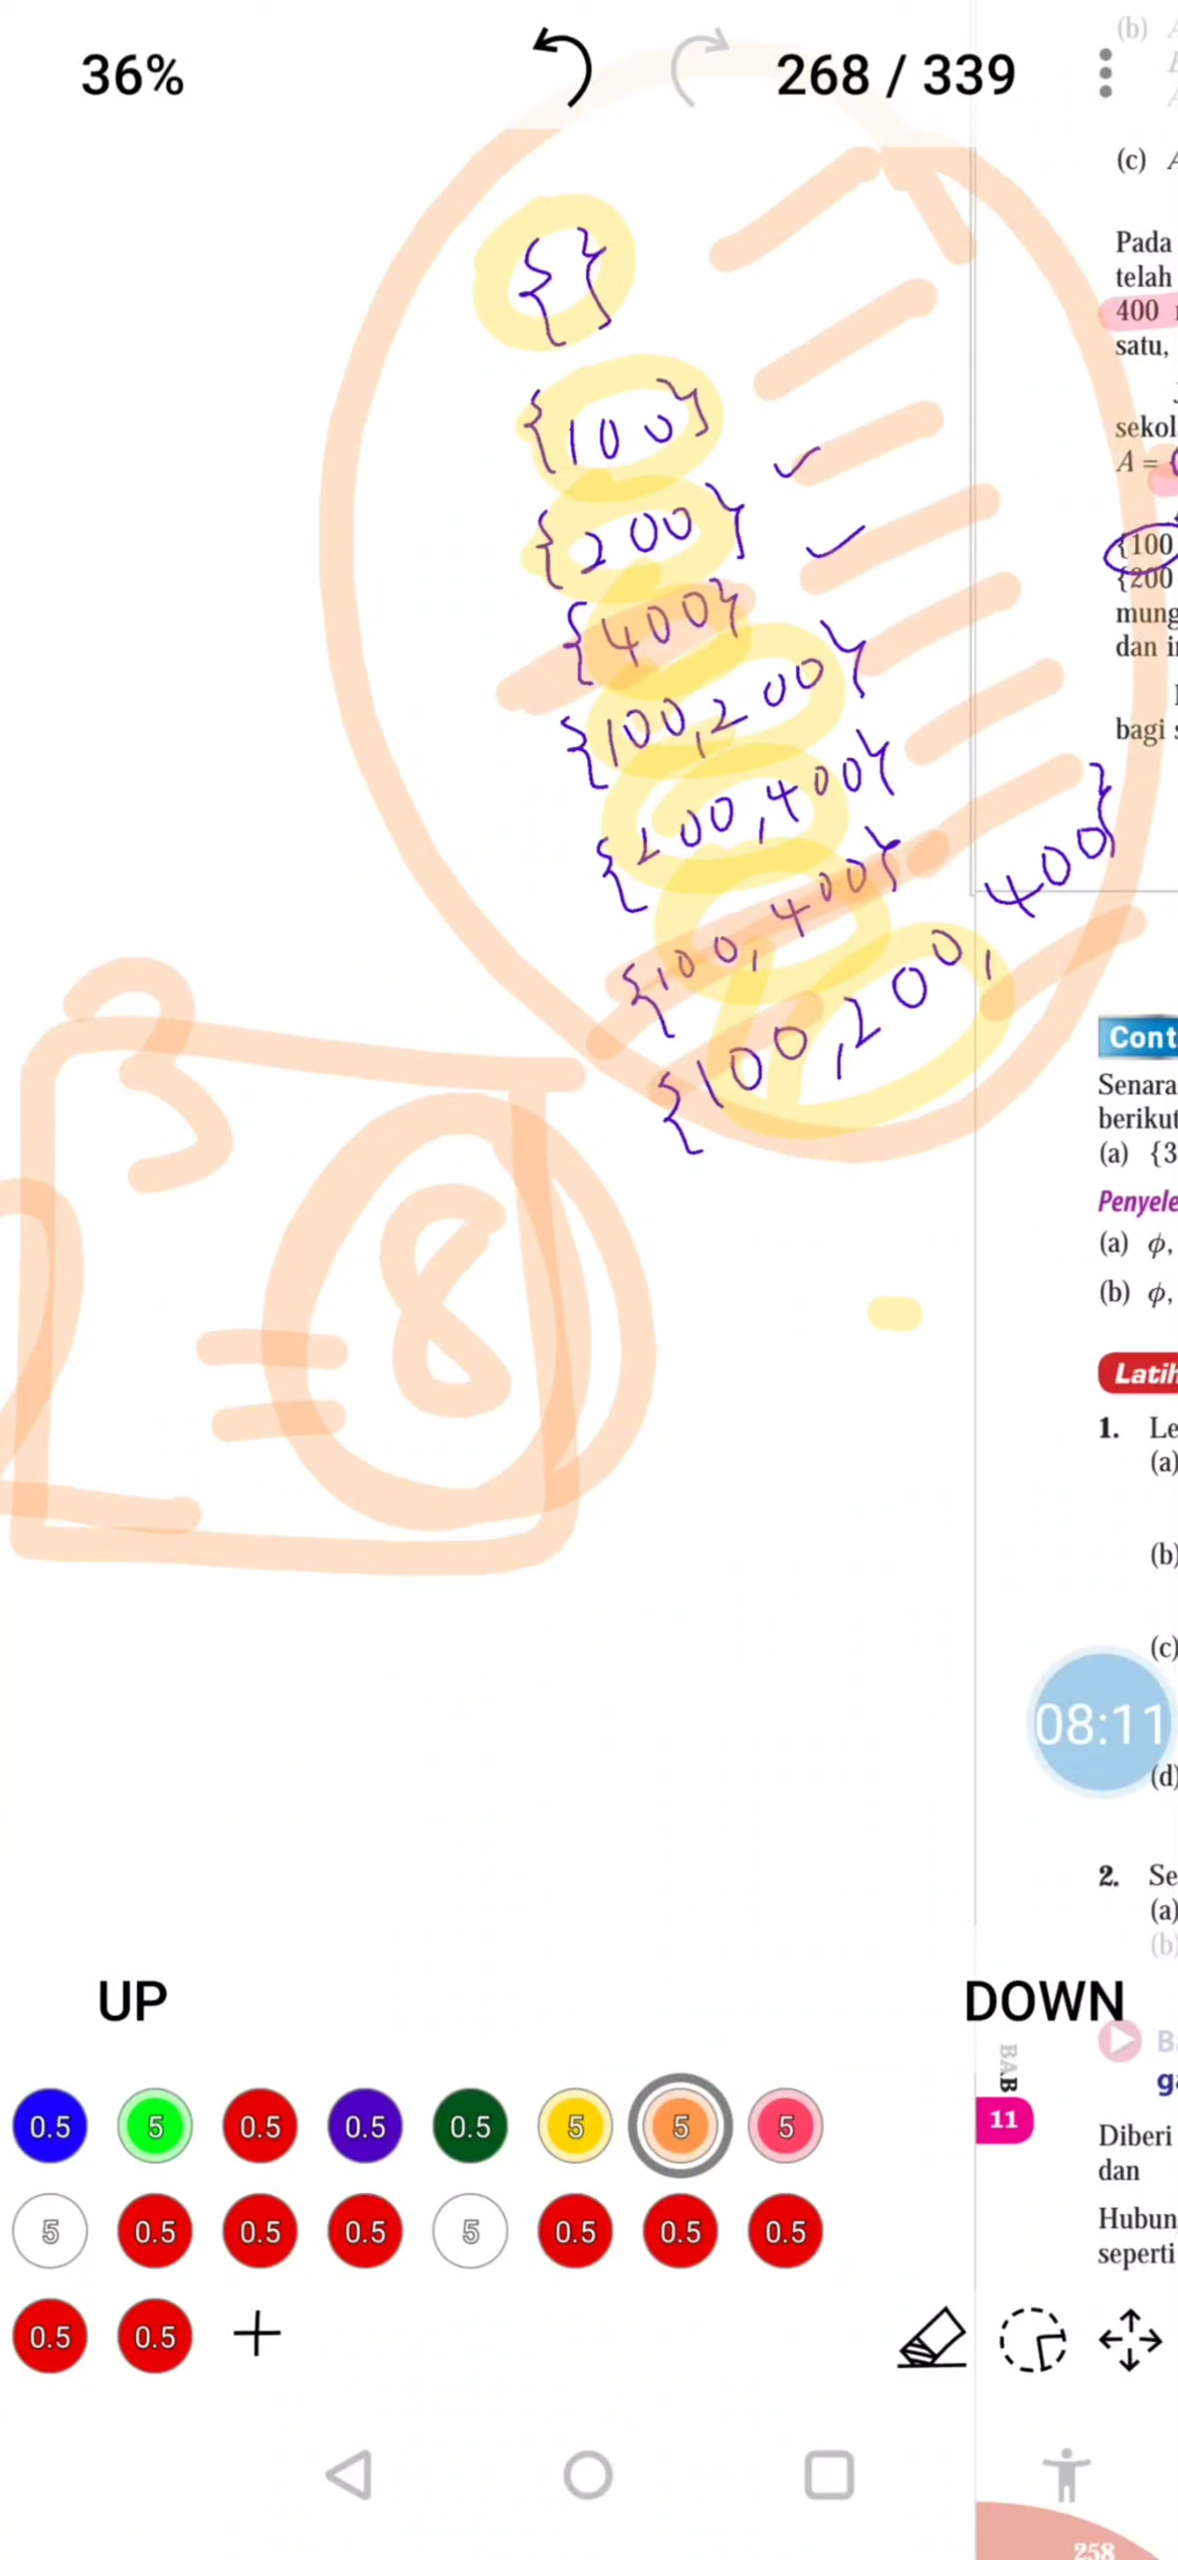 36%
268 / 339
(b)
(c)
{}
Pada
telah
400
satu,
{100}
sekol
A = {
{200}
{100
{200
{400}
mung
dan
{100,200}
bagi
{200,400}
{100, 400}
{100,200, 400}
2
3
= 8
Cont
Senara
berikut
(a) {3
Penyele
(a) ϕ,
(b) ϕ,
Latih
1. Le
(a)
(b)
(c)
08:11
(d)
2. Se
(a)
(b)
UP
DOWN
BAB
11
0.5 5 0.5 0.5 0.5 5 5 5
Diberi
dan
5 0.5 0.5 0.5 5 0.5 0.5 0.5
Hubun
seperti
0.5 0.5 +
258